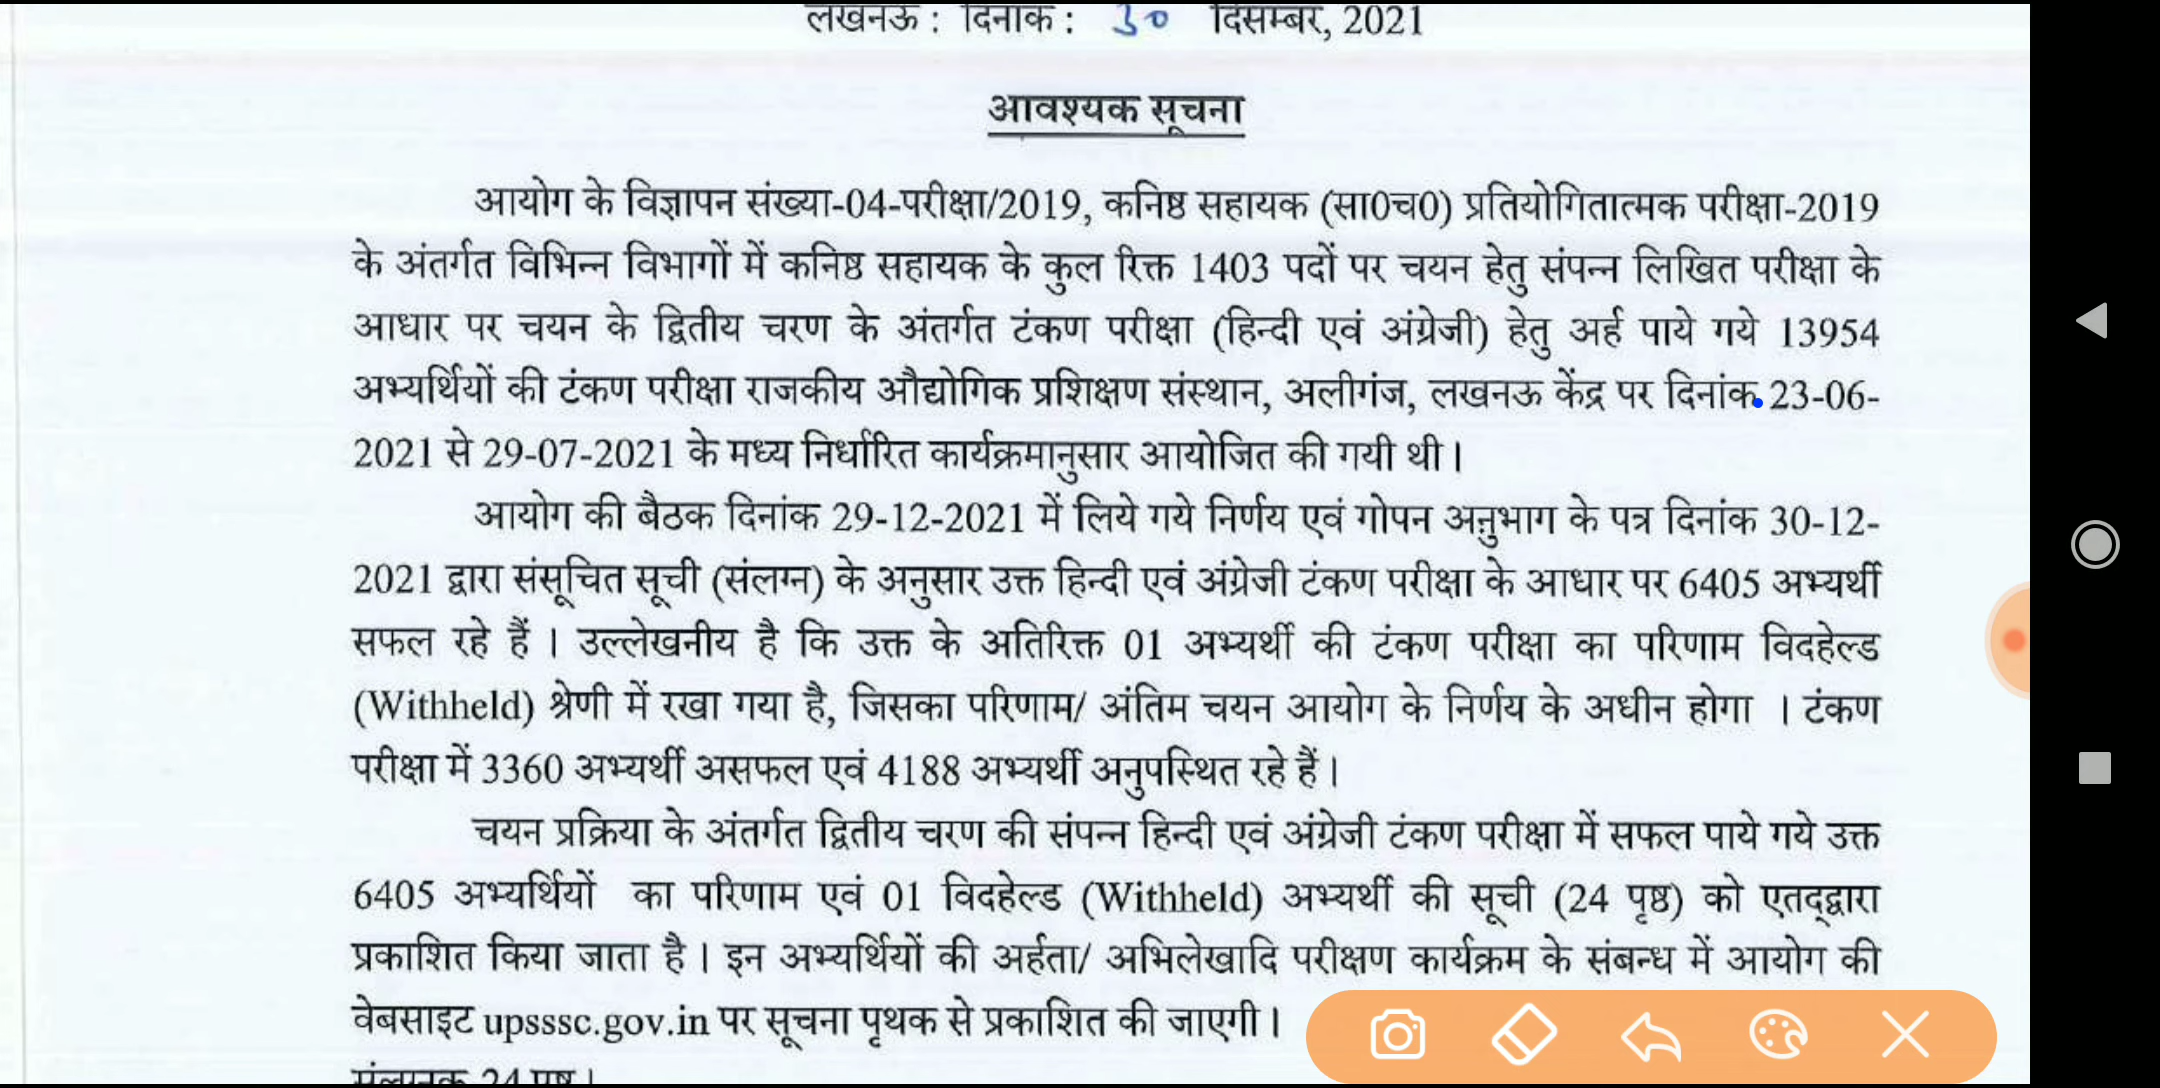 लखनऊ : दिनांक : 30 दिसम्बर, 2021
आवश्यक सूचना
आयोग के विज्ञापन संख्या-04-परीक्षा/2019, कनिष्ठ सहायक (सा0च0) प्रतियोगितात्मक परीक्षा-2019
के अंतर्गत विभिन्न विभागों में कनिष्ठ सहायक के कुल रिक्त 1403 पदों पर चयन हेतु संपन्न लिखित परीक्षा के
आधार पर चयन के द्वितीय चरण के अंतर्गत टंकण परीक्षा (हिन्दी एवं अंग्रेजी) हेतु अर्ह पाये गये 13954
अभ्यर्थियों की टंकण परीक्षा राजकीय औद्योगिक प्रशिक्षण संस्थान, अलीगंज, लखनऊ केंद्र पर दिनांक 23-06-
2021 से 29-07-2021 के मध्य निर्धारित कार्यक्रमानुसार आयोजित की गयी थी।
आयोग की बैठक दिनांक 29-12-2021 में लिये गये निर्णय एवं गोपन अनुभाग के पत्र दिनांक 30-12-
2021 द्वारा संसूचित सूची (संलग्न) के अनुसार उक्त हिन्दी एवं अंग्रेजी टंकण परीक्षा के आधार पर 6405 अभ्यर्थी
सफल रहे हैं । उल्लेखनीय है कि उक्त के अतिरिक्त 01 अभ्यर्थी की टंकण परीक्षा का परिणाम विदहेल्ड
(Withheld) श्रेणी में रखा गया है, जिसका परिणाम/ अंतिम चयन आयोग के निर्णय के अधीन होगा । टंकण
परीक्षा में 3360 अभ्यर्थी असफल एवं 4188 अभ्यर्थी अनुपस्थित रहे हैं।
चयन प्रक्रिया के अंतर्गत द्वितीय चरण की संपन्न हिन्दी एवं अंग्रेजी टंकण परीक्षा में सफल पाये गये उक्त
6405 अभ्यर्थियों का परिणाम एवं 01 विदहेल्ड (Withheld) अभ्यर्थी की सूची (24 पृष्ठ) को एतद्द्वारा
प्रकाशित किया जाता है। इन अभ्यर्थियों की अर्हता/ अभिलेखादि परीक्षण कार्यक्रम के संबन्ध में आयोग की
वेबसाइट upsssc.gov.in पर सूचना पृथक से प्रकाशित की जाएगी।
संलग्नक 24 पृष्ठ।